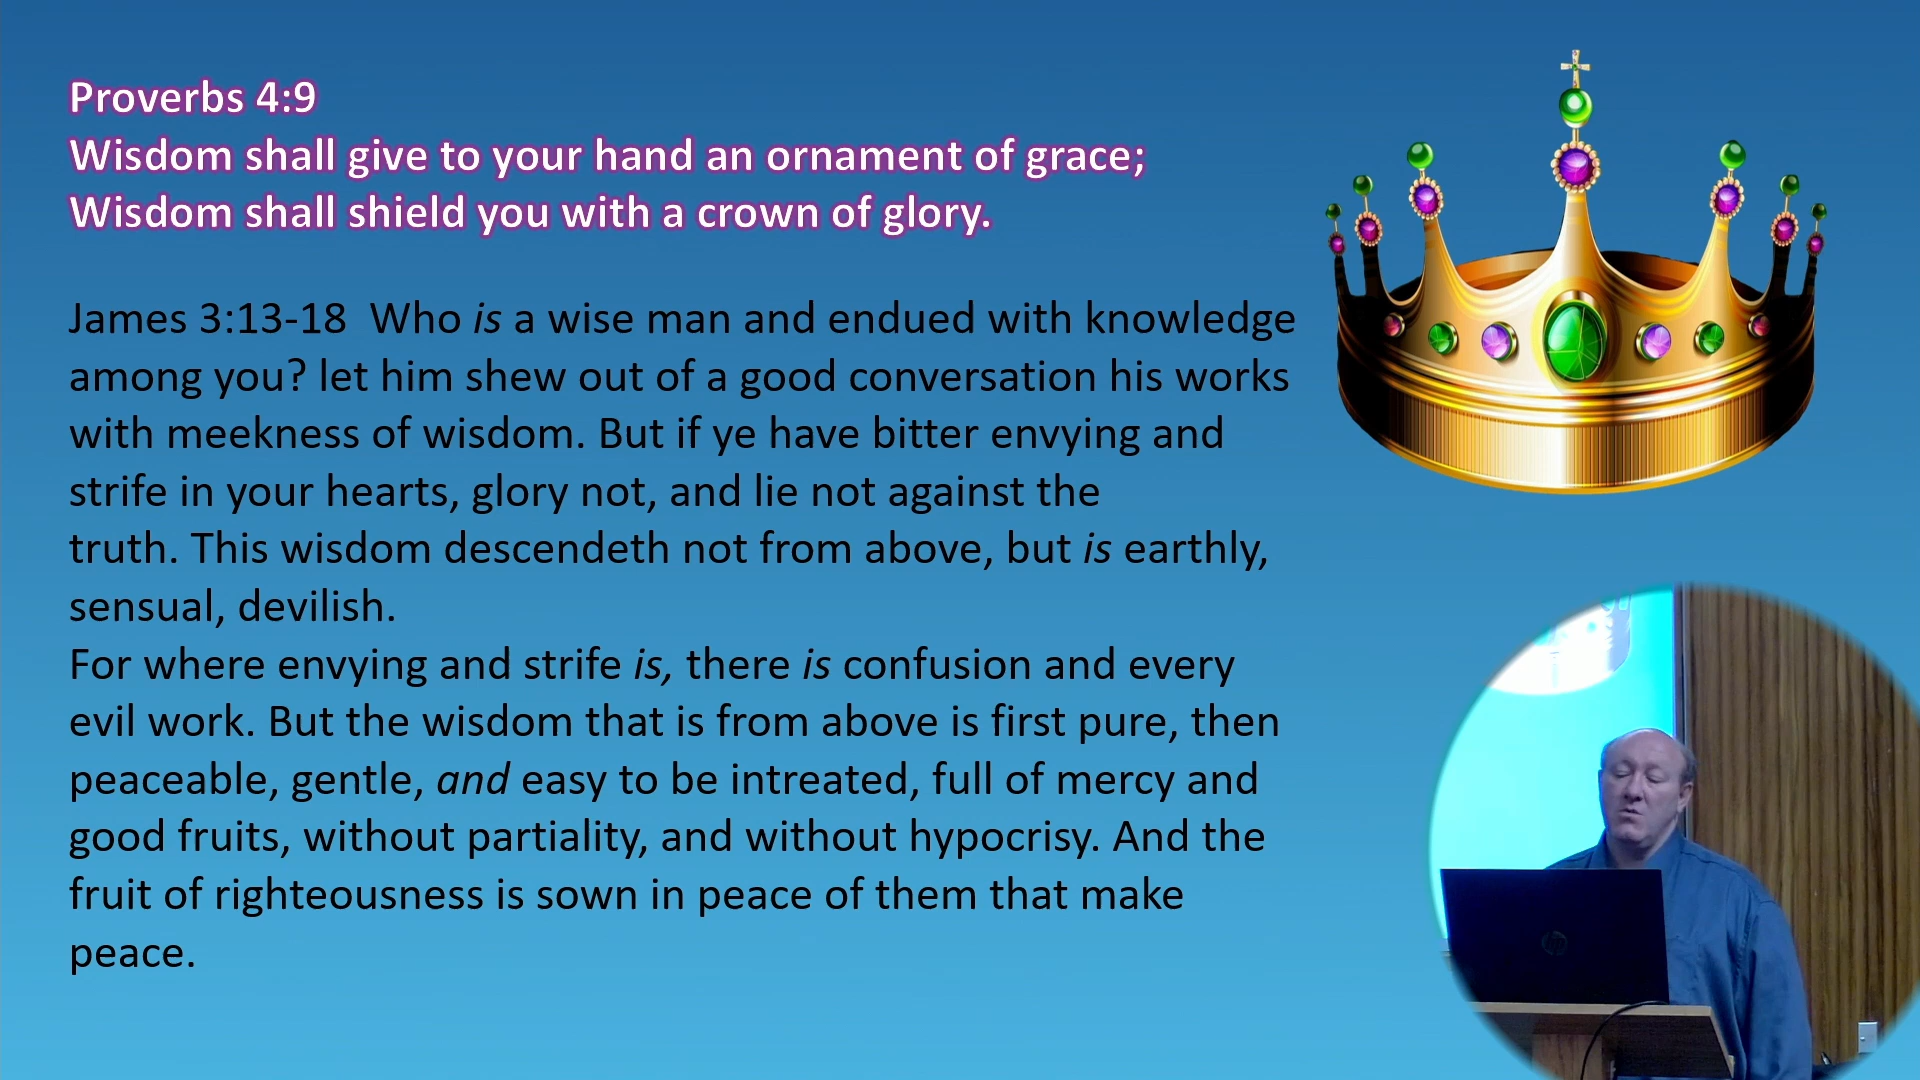 Proverbs 4:9
Wisdom shall give to your hand an ornament of grace;
Wisdom shall shield you with a crown of glory.
James 3:13-18  Who is a wise man and endued with knowledge
among you? let him shew out of a good conversation his works
with meekness of wisdom. But if ye have bitter envying and
strife in your hearts, glory not, and lie not against the
truth. This wisdom descendeth not from above, but is earthly,
sensual, devilish.
For where envying and strife is, there is confusion and every
evil work. But the wisdom that is from above is first pure, then
peaceable, gentle, and easy to be intreated, full of mercy and
good fruits, without partiality, and without hypocrisy. And the
fruit of righteousness is sown in peace of them that make
peace.
hp